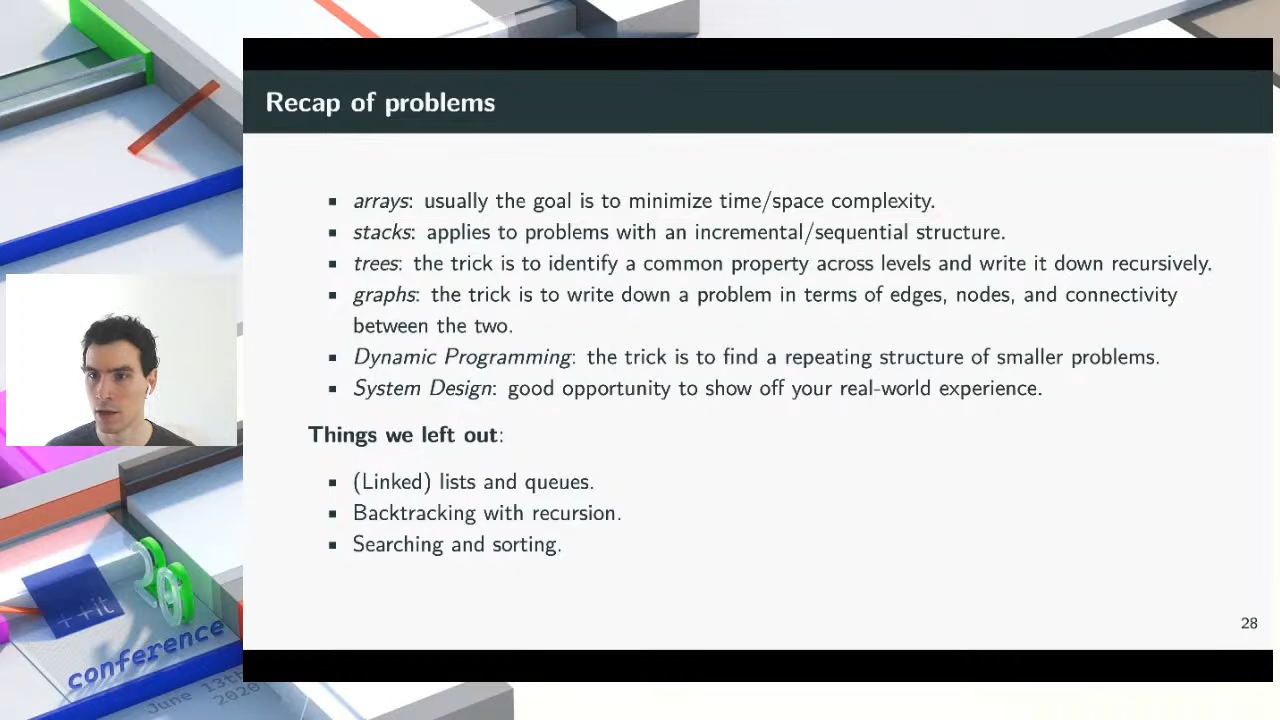 Recap of problems
▪ arrays: usually the goal is to minimize time/space complexity.
▪ stacks: applies to problems with an incremental/sequential structure.
▪ trees: the trick is to identify a common property across levels and write it down recursively.
▪ graphs: the trick is to write down a problem in terms of edges, nodes, and connectivity
between the two.
▪ Dynamic Programming: the trick is to find a repeating structure of smaller problems.
▪ System Design: good opportunity to show off your real-world experience.
Things we left out:
▪ (Linked) lists and queues.
▪ Backtracking with recursion.
▪ Searching and sorting.
28
20
++it
conference
June 13th
2020